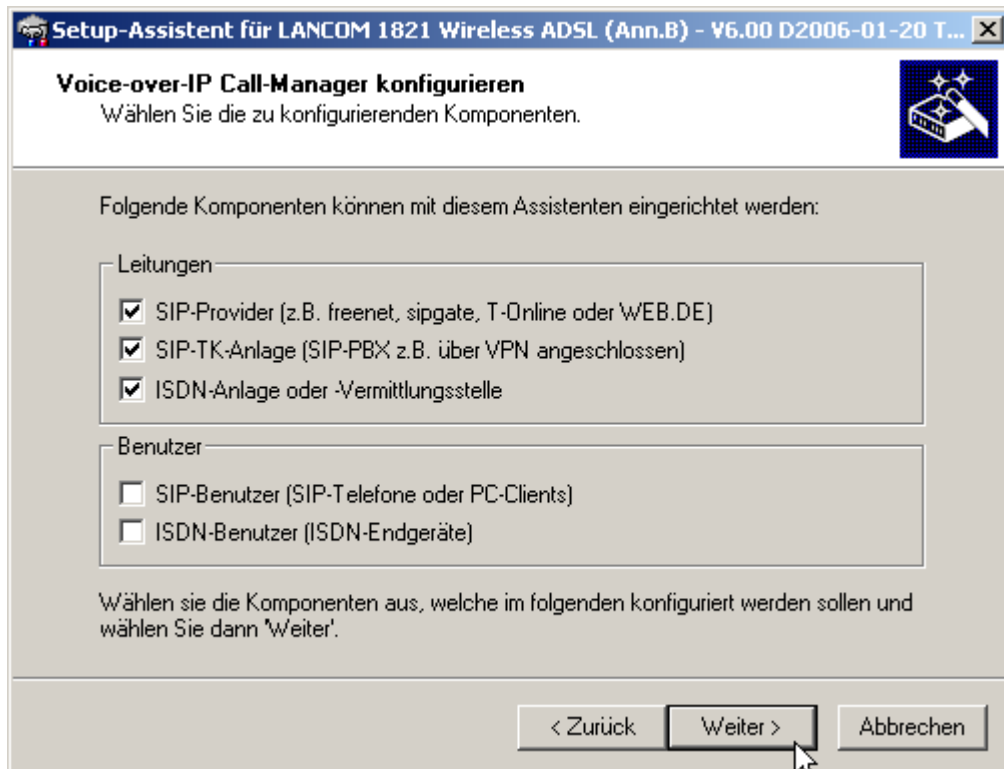 Setup-Assistent für LANCOM 1821 Wireless ADSL (Ann.B) - V6.00 D2006-01-20 T...
Voice-over-IP Call-Manager konfigurieren
Wählen Sie die zu konfigurierenden Komponenten.
Folgende Komponenten können mit diesem Assistenten eingerichtet werden:
Leitungen
SIP-Provider (z.B. freenet, sipgate, T-Online oder WEB.DE)
SIP-TK-Anlage (SIP-PBX z.B. über VPN angeschlossen)
ISDN-Anlage oder -Vermittlungsstelle
Benutzer
SIP-Benutzer (SIP-Telefone oder PC-Clients)
ISDN-Benutzer (ISDN-Endgeräte)
Wählen sie die Komponenten aus, welche im folgenden konfiguriert werden sollen und
wählen Sie dann 'Weiter'.
< Zurück Weiter > Abbrechen